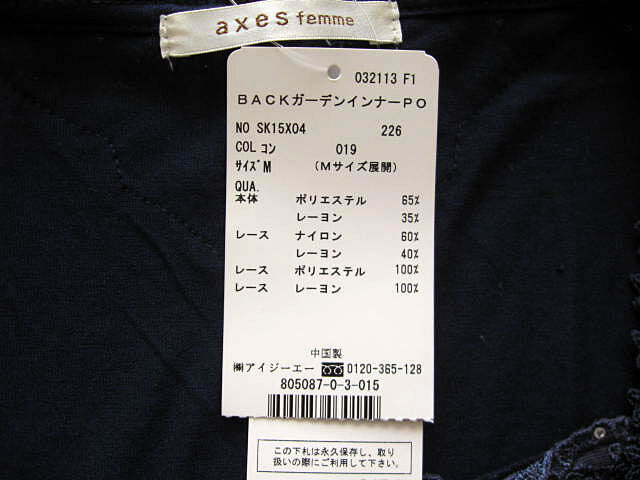 axes femme
032113 F1
BACKガーデンインナーPO
NO SK15X04 226
COL コン 019
サイズ M (Mサイズ展開)
QUA.
本体 ポリエステル 65%
レーヨン 35%
レース ナイロン 60%
レーヨン 40%
レース ポリエステル 100%
レース レーヨン 100%
中国製
㈱アイジーエー 0120-365-128
805087-0-3-015
この下札は永久保存し、取り
扱いの際にご利用して下さい。